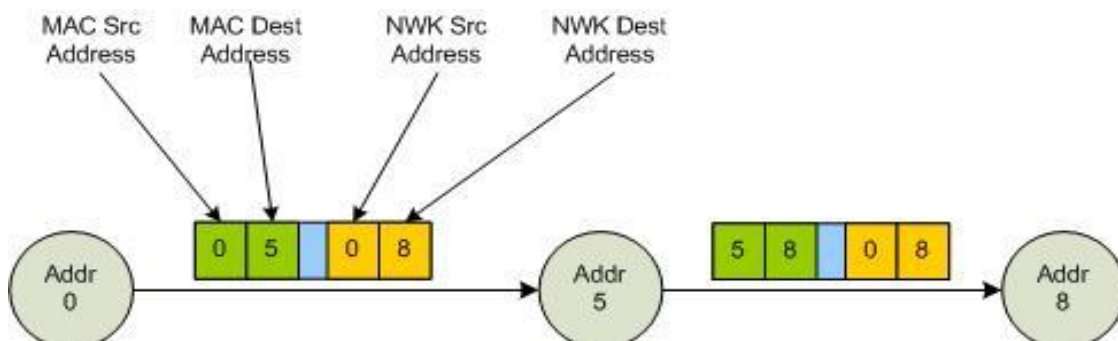 MAC Src
Address
MAC Dest
Address
NWK Src
Address
NWK Dest
Address
0 5 0 8
5 8 0 8
Addr
0
Addr
5
Addr
8